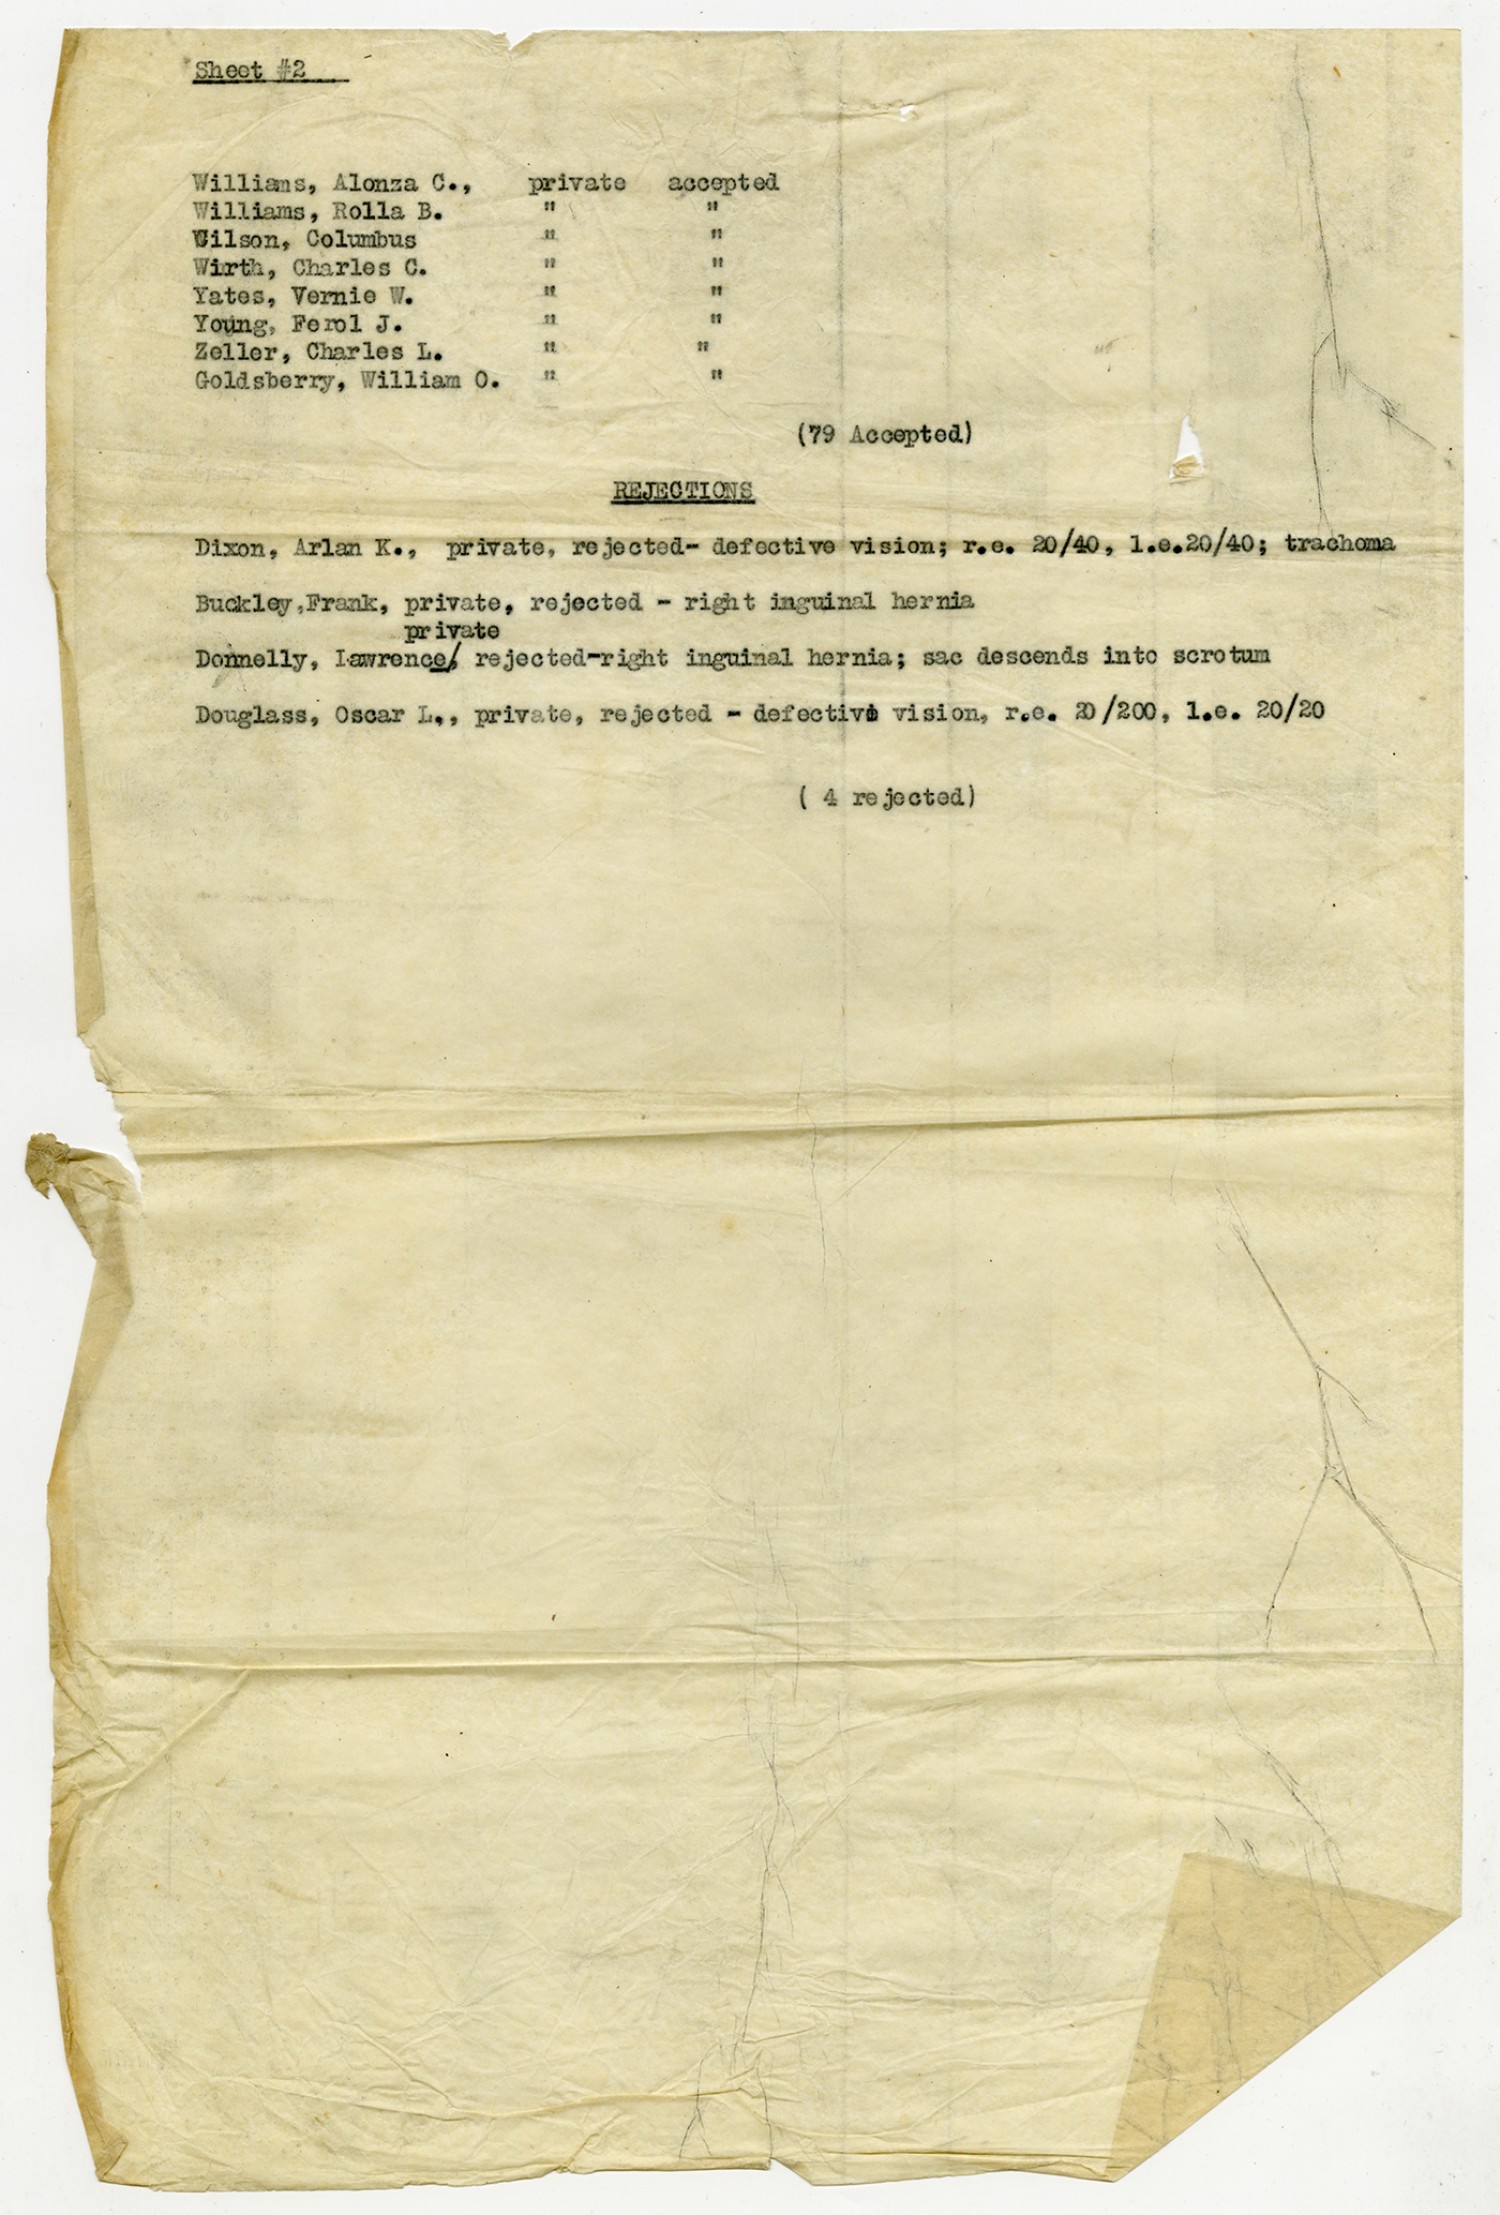 Sheet #2
Williams, Alonza C., private accepted
Williams, Rolla B. " "
Wilson, Columbus " "
Wirth, Charles C. " "
Yates, Vernie W. " "
Young, Ferol J. " "
Zeller, Charles L. " "
Goldsberry, William O. " "
(79 Accepted)
REJECTIONS
Dixon, Arlan K., private, rejected- defective vision; r.e. 20/40, l.e.20/40; trachoma
Buckley,Frank, private, rejected - right inguinal hernia
private
Donnelly, Lawrence/, rejected-right inguinal hernia; sac descends into scrotum
Douglass, Oscar L., private, rejected - defective vision, r.e. 20/200, l.e. 20/20
( 4 rejected)